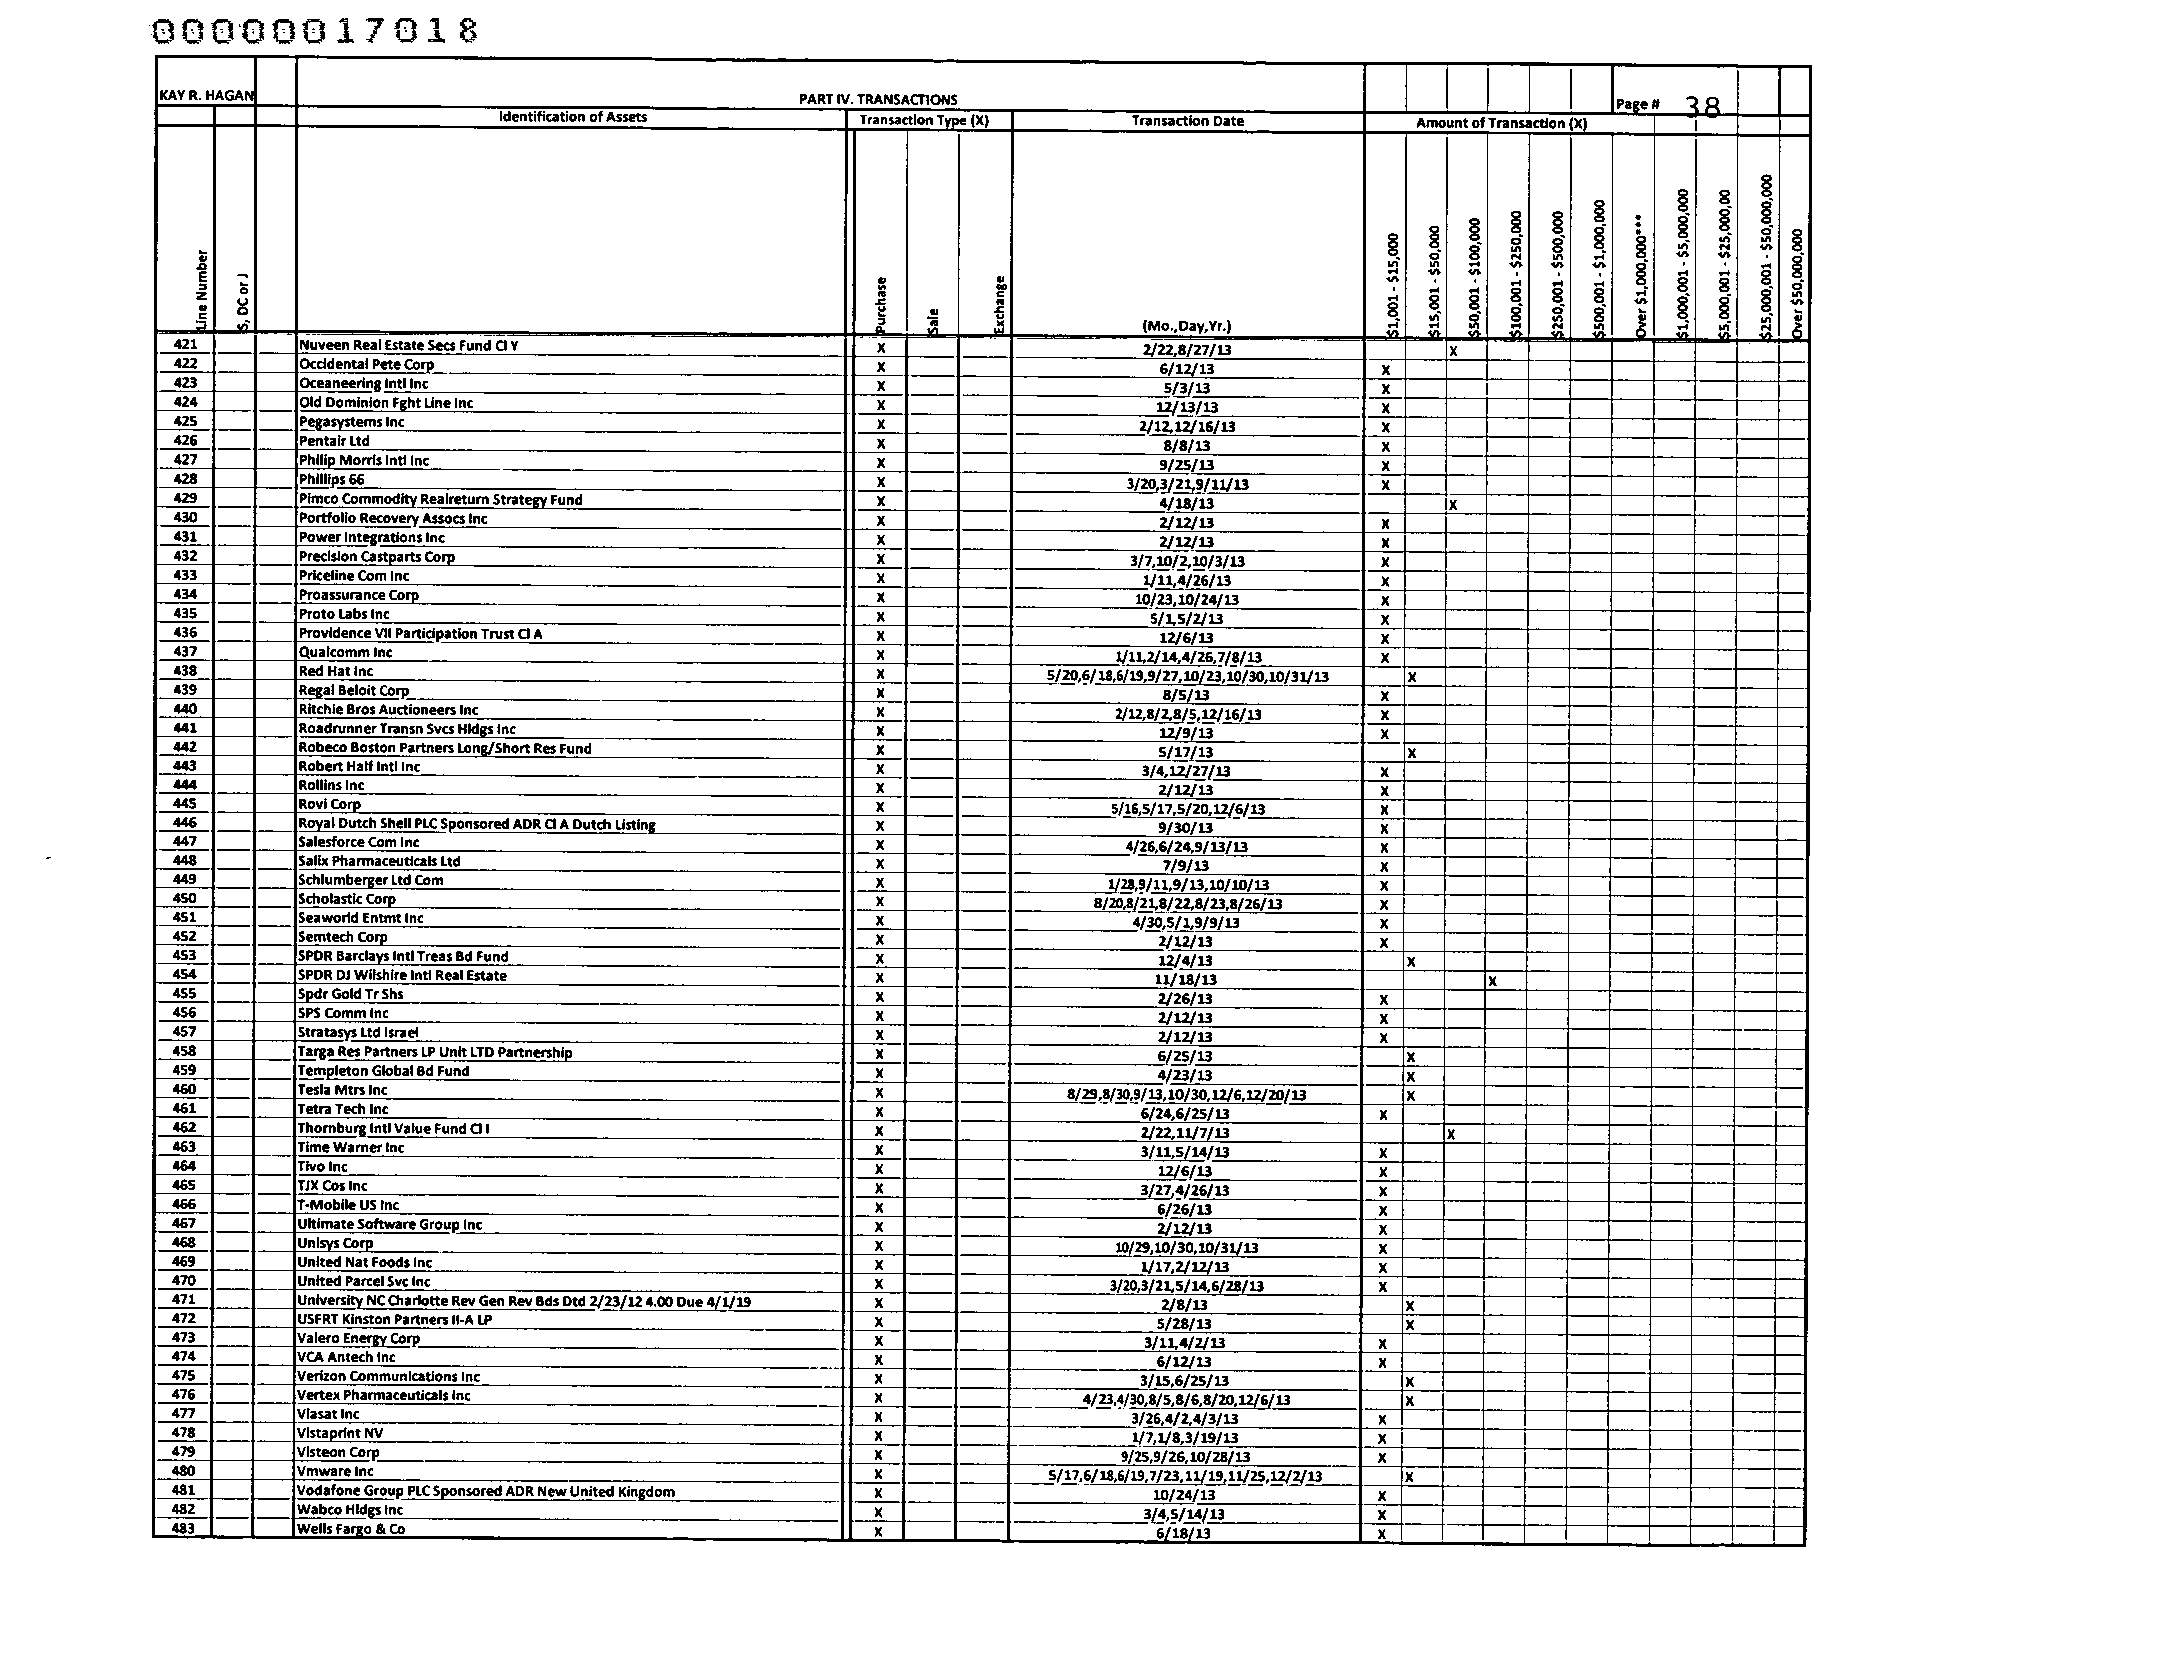 00000017018
KAY R. HAGAN PART IV. TRANSACTIONS Page # 38
Identification of Assets Transaction Type (X) Transaction Date Amount of Transaction (X)
Line Number S, DC or J Purchase Sale Exchange (Mo.,Day,Yr.) $1,001 - $15,000 $15,001 - $50,000 $50,001 - $100,000 $100,001 - $250,000 $250,001 - $500,000 $500,001 - $1,000,000 Over $1,000,000*** $1,000,001 - $5,000,000 $5,000,001 - $25,000,00 $25,000,001 - $50,000,000 Over $50,000,000
421 Nuveen Real Estate Secs Fund Cl Y X 2/22,8/27/13 X
422 Occidental Pete Corp X 6/12/13 X
423 Oceaneering Intl Inc X 5/3/13 X
424 Old Dominion Fght Line Inc X 12/13/13 X
425 Pegasystems Inc X 2/12,12/16/13 X
426 Pentair Ltd X 8/8/13 X
427 Philip Morris Intl Inc X 9/25/13 X
428 Phillips 66 X 3/20,3/21,9/11/13 X
429 Pimco Commodity Realreturn Strategy Fund X 4/18/13 X
430 Portfolio Recovery Assocs Inc X 2/12/13 X
431 Power Integrations Inc X 2/12/13 X
432 Precision Castparts Corp X 3/7,10/2,10/3/13 X
433 Priceline Com Inc X 1/11,4/26/13 X
434 Proassurance Corp X 10/23,10/24/13 X
435 Proto Labs Inc X 5/1,5/2/13 X
436 Providence VII Participation Trust Cl A X 12/6/13 X
437 Qualcomm Inc X 1/11,2/14,4/26,7/8/13 X
438 Red Hat Inc X 5/20,6/18,6/19,9/27,10/23,10/30,10/31/13 X
439 Regal Beloit Corp X 8/5/13 X
440 Ritchie Bros Auctioneers Inc X 2/12,8/2,8/5,12/16/13 X
441 Roadrunner Transn Svcs Hldgs Inc X 12/9/13 X
442 Robeco Boston Partners Long/Short Res Fund X 5/17/13 X
443 Robert Half Intl Inc X 3/4,12/27/13 X
444 Rollins Inc X 2/12/13 X
445 Rovi Corp X 5/16,5/17,5/20,12/6/13 X
446 Royal Dutch Shell PLC Sponsored ADR Cl A Dutch Listing X 9/30/13 X
447 Salesforce Com Inc X 4/26,6/24,9/13/13 X
448 Salix Pharmaceuticals Ltd X 7/9/13 X
449 Schlumberger Ltd Com X 1/28,9/11,9/13,10/10/13 X
450 Scholastic Corp X 8/20,8/21,8/22,8/23,8/26/13 X
451 Seaworld Entmt Inc X 4/30,5/1,9/9/13 X
452 Semtech Corp X 2/12/13 X
453 SPDR Barclays Intl Treas Bd Fund X 12/4/13 X
454 SPDR DJ Wilshire Intl Real Estate X 11/18/13 X
455 Spdr Gold Tr Shs X 2/26/13 X
456 SPS Comm Inc X 2/12/13 X
457 Stratasys Ltd Israel X 2/12/13 X
458 Targa Res Partners LP Unit LTD Partnership X 6/25/13 X
459 Templeton Global Bd Fund X 4/23/13 X
460 Tesla Mtrs Inc X 8/29,8/30,9/13,10/30,12/6,12/20/13 X
461 Tetra Tech Inc X 6/24,6/25/13 X
462 Thornburg Intl Value Fund Cl I X 2/22,11/7/13 X
463 Time Warner Inc X 3/11,5/14/13 X
464 Tivo Inc X 12/6/13 X
465 TJX Cos Inc X 3/27,4/26/13 X
466 T-Mobile US Inc X 6/26/13 X
467 Ultimate Software Group Inc X 2/12/13 X
468 Unisys Corp X 10/29,10/30,10/31/13 X
469 United Nat Foods Inc X 1/17,2/12/13 X
470 United Parcel Svc Inc X 3/20,3/21,5/14,6/28/13 X
471 University NC Charlotte Rev Gen Rev Bds Dtd 2/23/12 4.00 Due 4/1/19 X 2/8/13 X
472 USFRT Kinston Partners II-A LP X 5/28/13 X
473 Valero Energy Corp X 3/11,4/2/13 X
474 VCA Antech Inc X 6/12/13 X
475 Verizon Communications Inc X 3/15,6/25/13 X
476 Vertex Pharmaceuticals Inc X 4/23,4/30,8/5,8/6,8/20,12/6/13 X
477 Viasat Inc X 3/26,4/2,4/3/13 X
478 Vistaprint NV X 1/7,1/8,3/19/13 X
479 Visteon Corp X 9/25,9/26,10/28/13 X
480 Vmware Inc X 5/17,6/18,6/19,7/23,11/19,11/25,12/2/13 X
481 Vodafone Group PLC Sponsored ADR New United Kingdom X 10/24/13 X
482 Wabco Hldgs Inc X 3/4,5/14/13 X
483 Wells Fargo & Co X 6/18/13 X